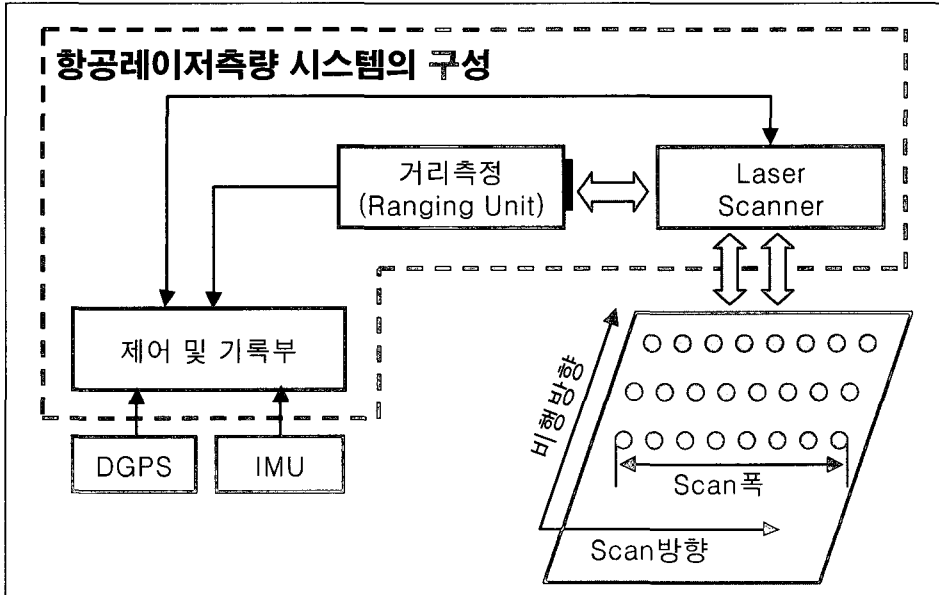 항공레이저측량 시스템의 구성
거리측정
(Ranging Unit)
Laser
Scanner
제어 및 기록부
DGPS
IMU
비행방향
Scan폭
Scan방향